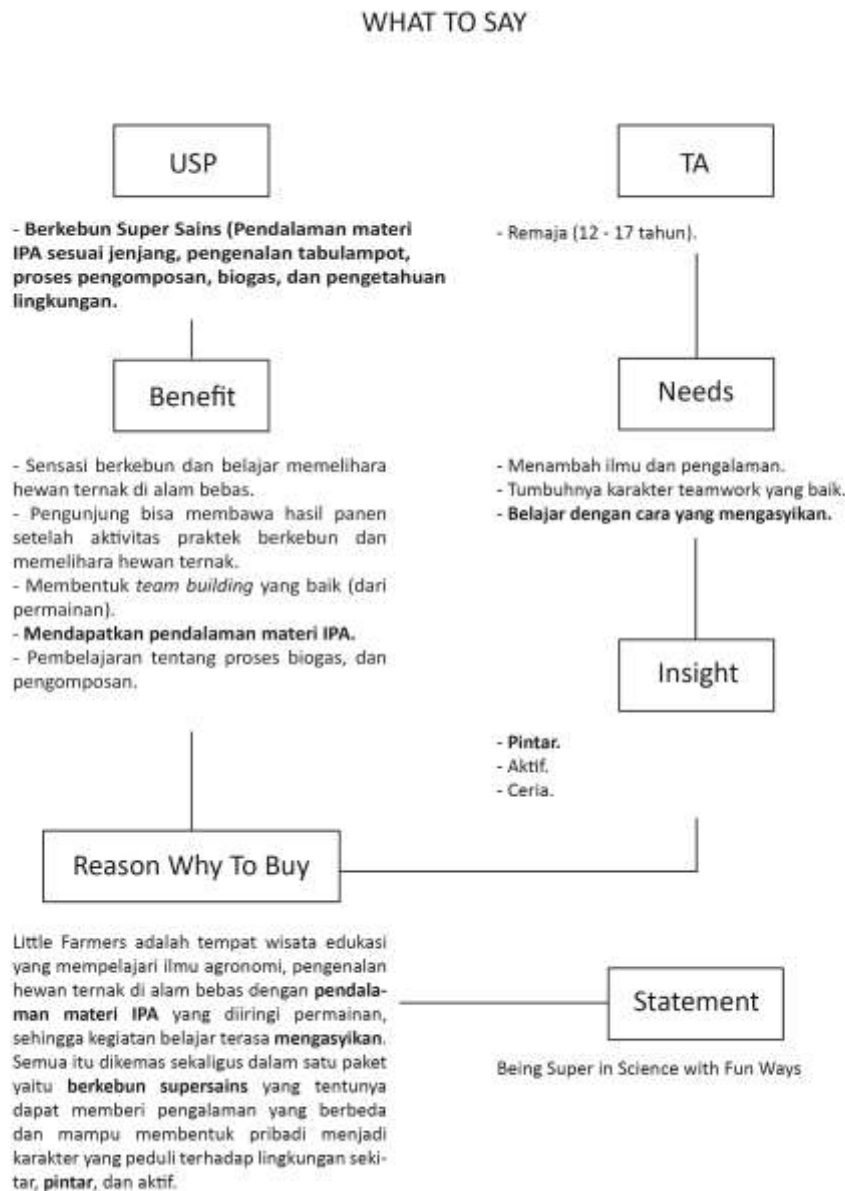 WHAT TO SAY
USP
- Berkebun Super Sains (Pendalaman materi
IPA sesuai jenjang, pengenalan tabulampot,
proses pengomposan, biogas, dan pengetahuan
lingkungan.
Benefit
- Sensasi berkebun dan belajar memelihara
hewan ternak di alam bebas.
- Pengunjung bisa membawa hasil panen
setelah aktivitas praktek berkebun dan
memelihara hewan ternak.
- Membentuk team building yang baik (dari
permainan).
- Mendapatkan pendalaman materi IPA.
- Pembelajaran tentang proses biogas, dan
pengomposan.
TA
- Remaja (12 - 17 tahun).
Needs
- Menambah ilmu dan pengalaman.
- Tumbuhnya karakter teamwork yang baik.
- Belajar dengan cara yang mengasyikan.
Insight
- Pintar.
- Aktif.
- Ceria.
Reason Why To Buy
Little Farmers adalah tempat wisata edukasi
yang mempelajari ilmu agronomi, pengenalan
hewan ternak di alam bebas dengan pendala-
man materi IPA yang diiringi permainan,
sehingga kegiatan belajar terasa mengasyikan.
Semua itu dikemas sekaligus dalam satu paket
yaitu berkebun supersains yang tentunya
dapat memberi pengalaman yang berbeda
dan mampu membentuk pribadi menjadi
karakter yang peduli terhadap lingkungan seki-
tar, pintar, dan aktif.
Statement
Being Super in Science with Fun Ways